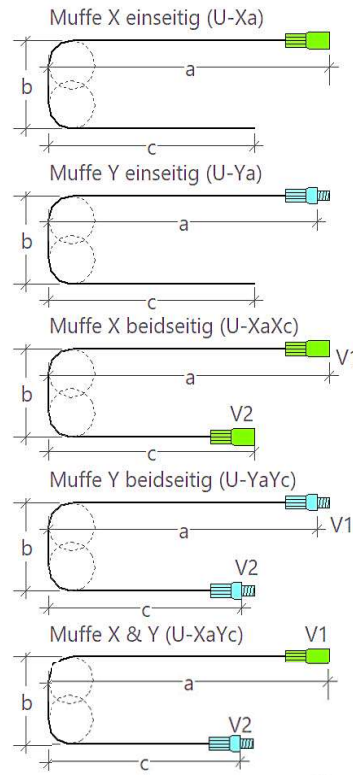 Muffe X einseitig (U-Xa)
b
a
c
Muffe Y einseitig (U-Ya)
b
a
c
Muffe X beidseitig (U-XaXc)
V1
b
a
V2
c
Muffe Y beidseitig (U-YaYc)
b
a
V1
V2
c
Muffe X & Y (U-XaYc)
V1
b
a
V2
c